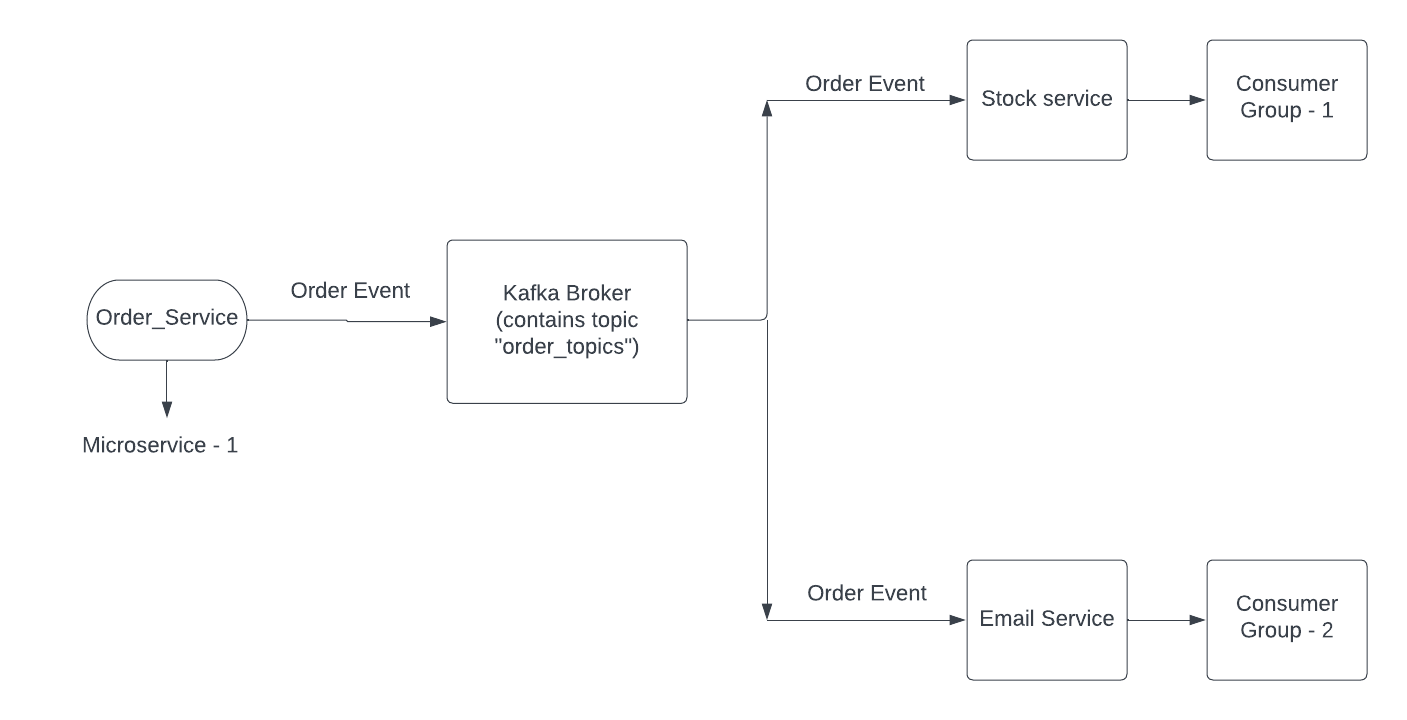 Order Event
Stock service
Consumer
Group - 1
Order_Service
Order Event
Kafka Broker
(contains topic
"order_topics")
Microservice - 1
Order Event
Email Service
Consumer
Group - 2